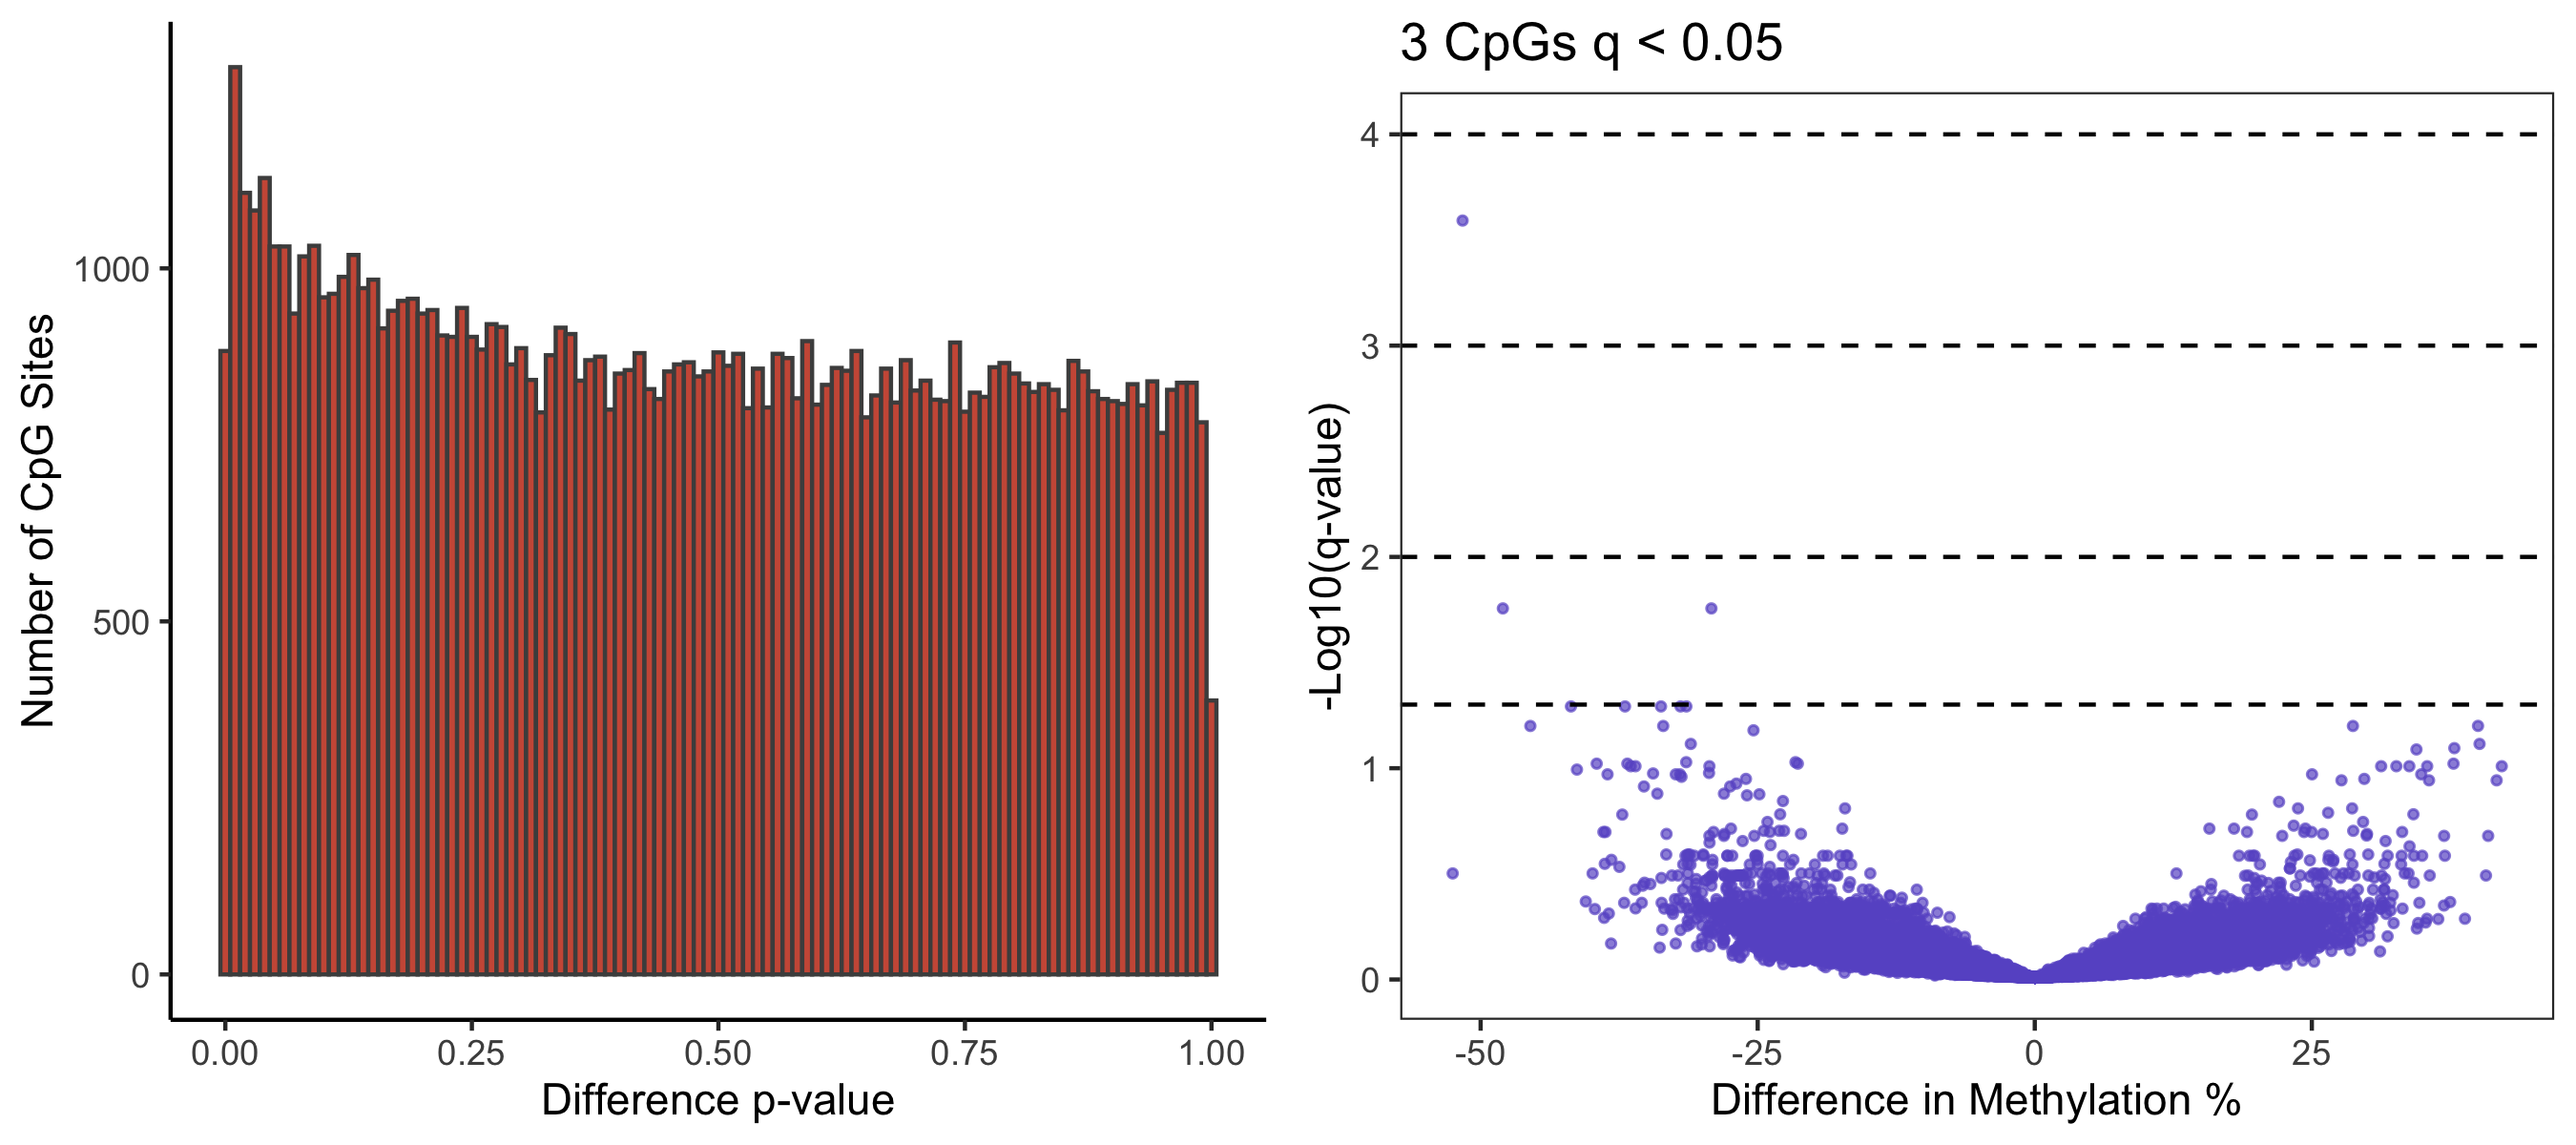 Number of CpG Sites
1000
500
0
0.00 0.25 0.50 0.75 1.00
Difference p-value
3 CpGs q < 0.05
-Log10(q-value)
4
3
2
1
0
-50 -25 0 25
Difference in Methylation %